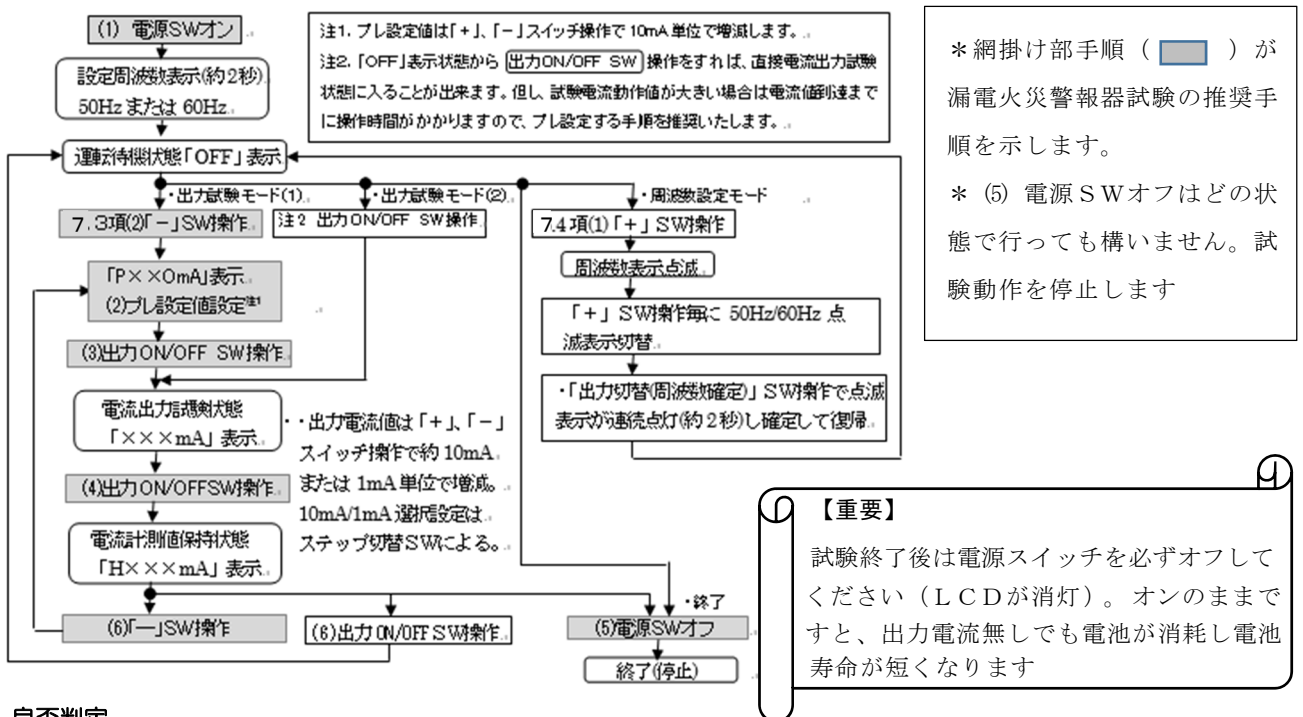 (1) 電源SWオン
設定周波数表示(約2秒)
50Hz または 60Hz
運転待機状態「OFF」表示
注1. プレ設定値は「+」、「-」スイッチ操作で10mA単位で増減します。
注2.「OFF」表示状態から 出力ON/OFF SW 操作をすれば、直接電流出力試験
状態に入ることが出来ます。但し、試験電流動作値が大きい場合は電流値到達まで
に操作時間がかかりますので、プレ設定する手順を推奨いたします。
*網掛け部手順( )が
漏電火災警報器試験の推奨手
順を示します。
* (5) 電源SWオフはどの状
態で行っても構いません。試
験動作を停止します
・出力試験モード(1)
・出力試験モード(2)
・周波数設定モード
7.3項(2)「-」SW操作
注2 出力ON/OFF SW操作
7.4項(1)「+」SW操作
「P××0mA」表示
(2)プレ設定値設定注1
(3)出力ON/OFF SW操作
電流出力試験状態
「×××mA」表示
(4)出力ON/OFFSW操作
電流計測値保持状態
「H×××mA」表示
(6)「-」SW操作
(6)出力ON/OFF SW操作
・・出力電流値は「+」、「-」
スイッチ操作で約10mA
または1mA単位で増減。
10mA/1mA選択設定は
ステップ切替SWによる。
周波数表示点滅
「+」SW操作毎に 50Hz/60Hz 点
滅表示切替
・「出力切替(周波数確定)」SW操作で点滅
表示が連続点灯(約2秒)し確定して復帰
・終了
(5)電源SWオフ
終了(停止)
【重要】
試験終了後は電源スイッチを必ずオフして
ください(LCDが消灯)。オンのままで
すと、出力電流無しでも電池が消耗し電池
寿命が短くなります